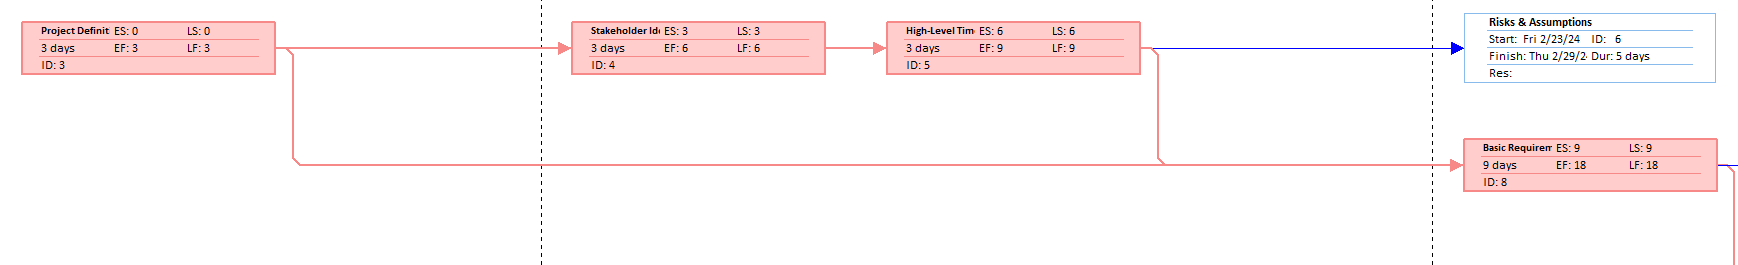 Project Definit ES: 0 LS: 0
3 days EF: 3 LF: 3
ID: 3
Stakeholder Ide ES: 3 LS: 3
3 days EF: 6 LF: 6
ID: 4
High-Level Tim ES: 6 LS: 6
3 days EF: 9 LF: 9
ID: 5
Risks & Assumptions
Start: Fri 2/23/24 ID: 6
Finish: Thu 2/29/2 Dur: 5 days
Res:
Basic Requirem ES: 9 LS: 9
9 days EF: 18 LF: 18
ID: 8